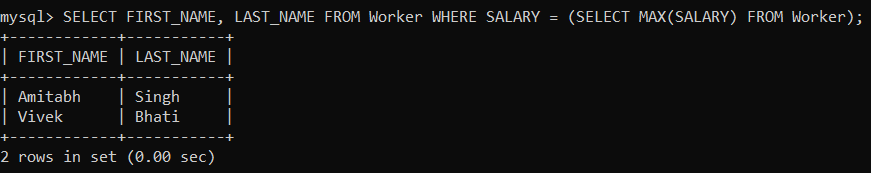 mysql> SELECT FIRST_NAME, LAST_NAME FROM Worker WHERE SALARY = (SELECT MAX(SALARY) FROM Worker);
+------------+-----------+
| FIRST_NAME | LAST_NAME |
+------------+-----------+
| Amitabh    | Singh     |
| Vivek      | Bhati     |
+------------+-----------+
2 rows in set (0.00 sec)